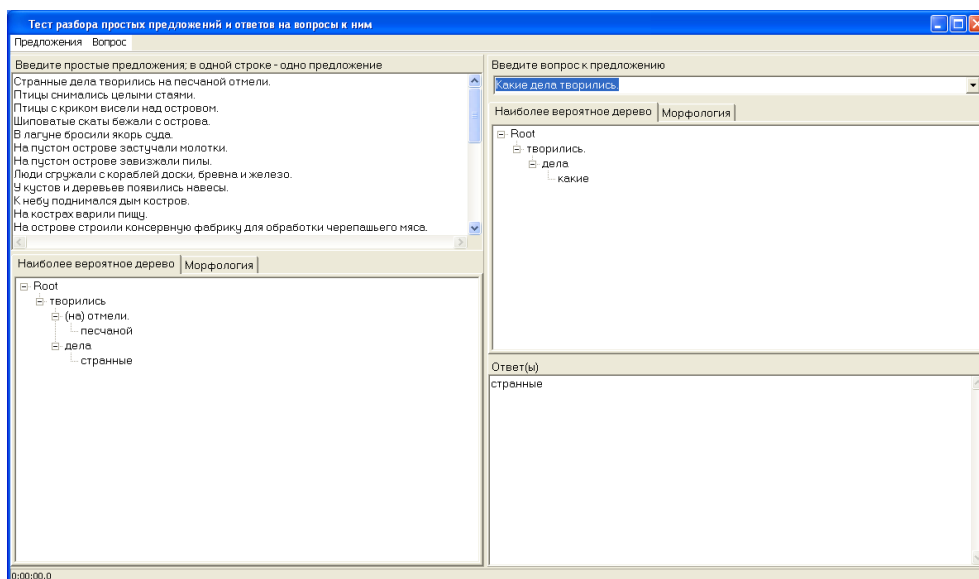 Тест разбора простых предложений и ответов на вопросы к ним
Предложения Вопрос
Введите простые предложения; в одной строке - одно предложение
Странные дела творились на песчаной отмели.
Птицы снимались целыми стаями.
Птицы с криком висели над островом.
Шиповатые скаты бежали с острова.
В лагуне бросили якорь суда.
На пустом острове застучали молотки.
На пустом острове завизжали пилы.
Люди сгружали с кораблей доски, бревна и железо.
У кустов и деревьев появились навесы.
К небу поднимался дым костров.
На кострах варили пищу.
На острове строили консервную фабрику для обработки черепашьего мяса.
Наиболее вероятное дерево Морфология
Root
творились
(на) отмели.
песчаной
дела
странные
Введите вопрос к предложению
Какие дела творились.
Наиболее вероятное дерево Морфология
Root
творились.
дела
какие
Ответ(ы)
странные
0:00:00.0